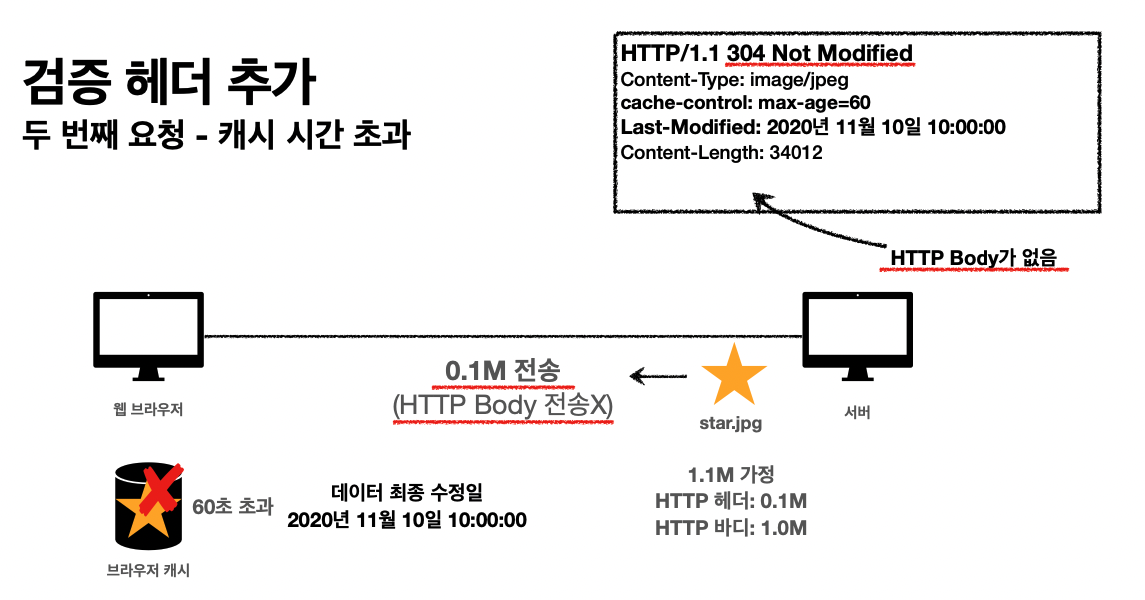 검증 헤더 추가
두 번째 요청 - 캐시 시간 초과
HTTP/1.1 304 Not Modified
Content-Type: image/jpeg
cache-control: max-age=60
Last-Modified: 2020년 11월 10일 10:00:00
Content-Length: 34012
HTTP Body가 없음
0.1M 전송
(HTTP Body 전송X)
웹 브라우저
star.jpg
서버
1.1M 가정
HTTP 헤더: 0.1M
HTTP 바디: 1.0M
60초 초과
데이터 최종 수정일
2020년 11월 10일 10:00:00
브라우저 캐시